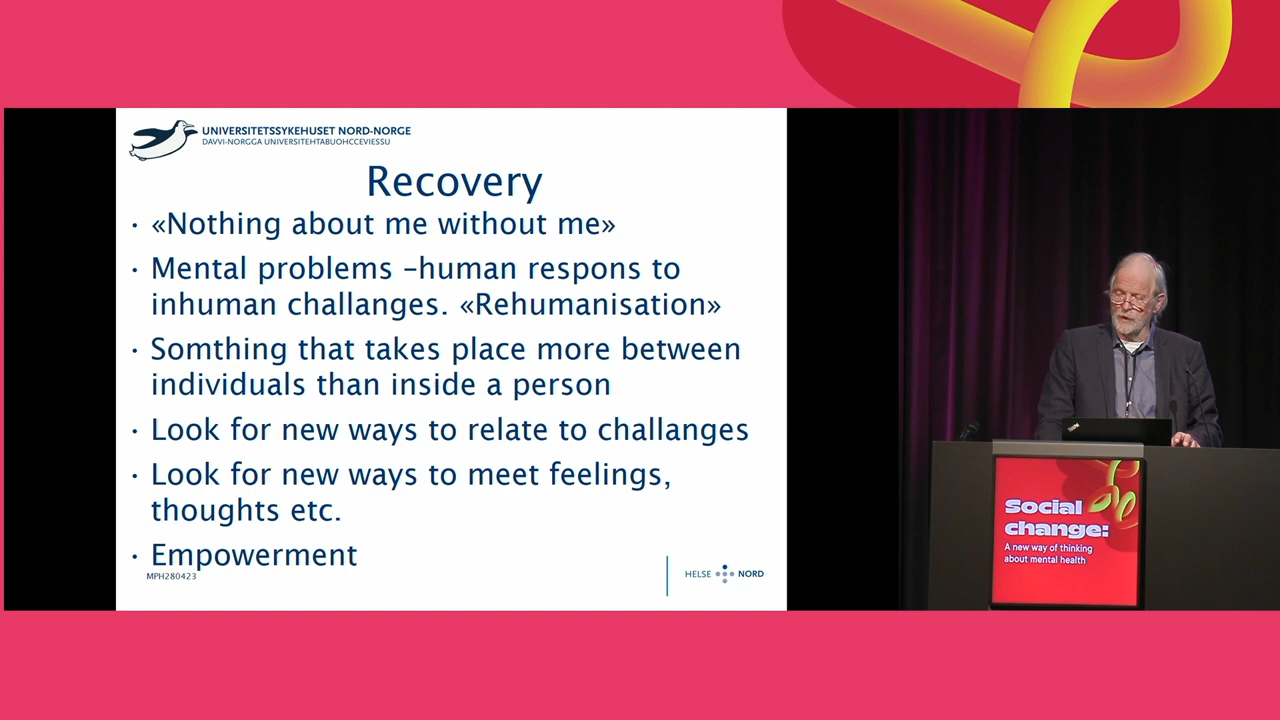 UNIVERSITETSSYKEHUSET NORD-NORGE
DAVVI-NORGGA UNIVERSITEHTABUOHCCEVIESSU
Recovery
• «Nothing about me without me»
• Mental problems –human respons to
inhuman challanges. «Rehumanisation»
• Somthing that takes place more between
individuals than inside a person
• Look for new ways to relate to challanges
• Look for new ways to meet feelings,
thoughts etc.
• Empowerment
MPH280423
HELSE NORD
Social
change:
A new way of thinking
about mental health